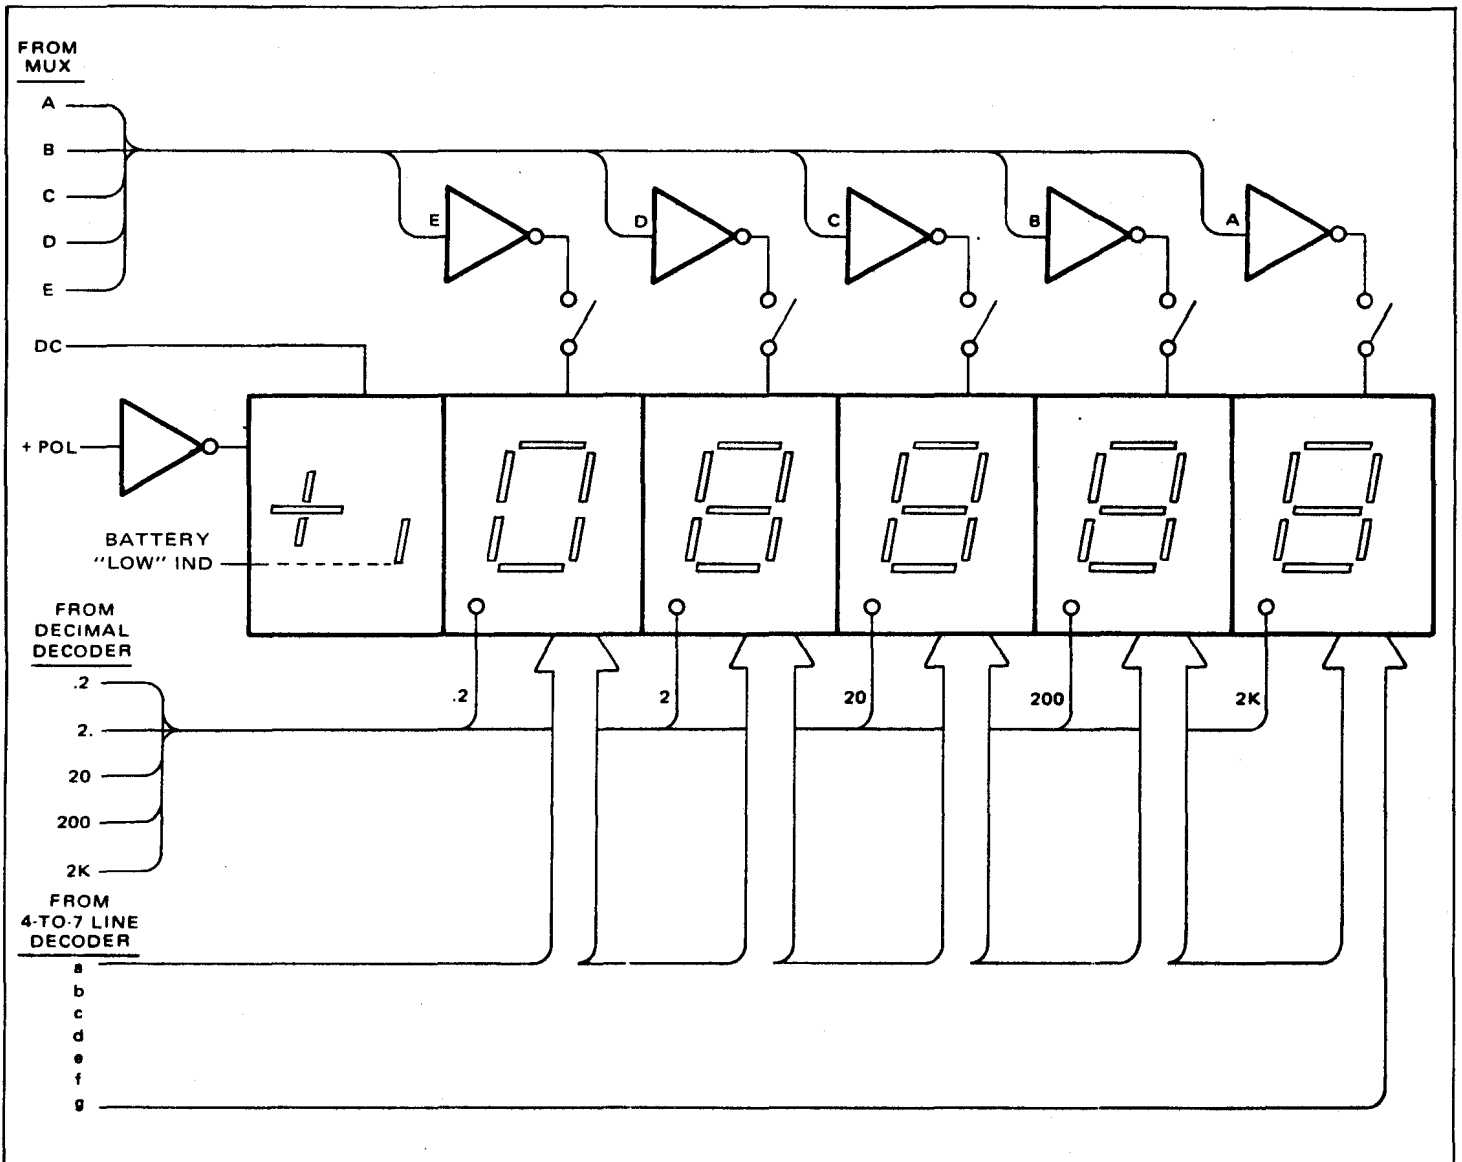 FROM
MUX
A
B
C
D
E
E
D
C
B
A
DC
+ POL
BATTERY
"LOW" IND
FROM
DECIMAL
DECODER
.2
2.
20
200
2K
.2
2
20
200
2K
FROM
4-TO-7 LINE
DECODER
a
b
c
d
e
f
g